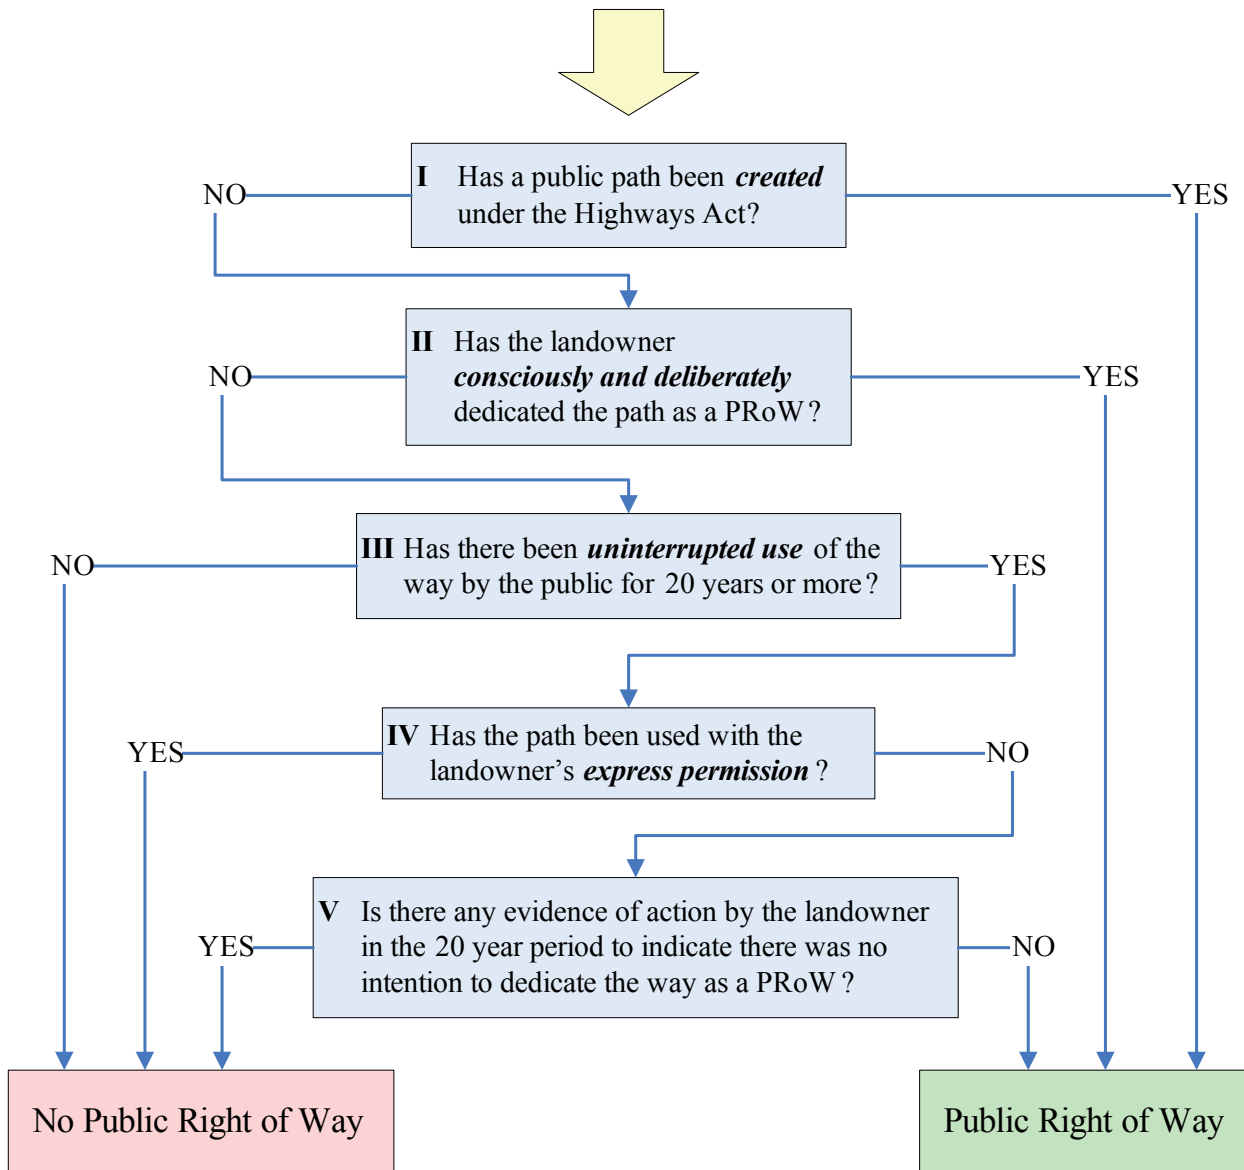 I Has a public path been created
under the Highways Act?
NO
YES
II Has the landowner
consciously and deliberately
dedicated the path as a PRoW?
NO
YES
III Has there been uninterrupted use of the
way by the public for 20 years or more?
NO
YES
IV Has the path been used with the
landowner's express permission?
YES
NO
V Is there any evidence of action by the landowner
in the 20 year period to indicate there was no
intention to dedicate the way as a PRoW?
YES
NO
No Public Right of Way
Public Right of Way